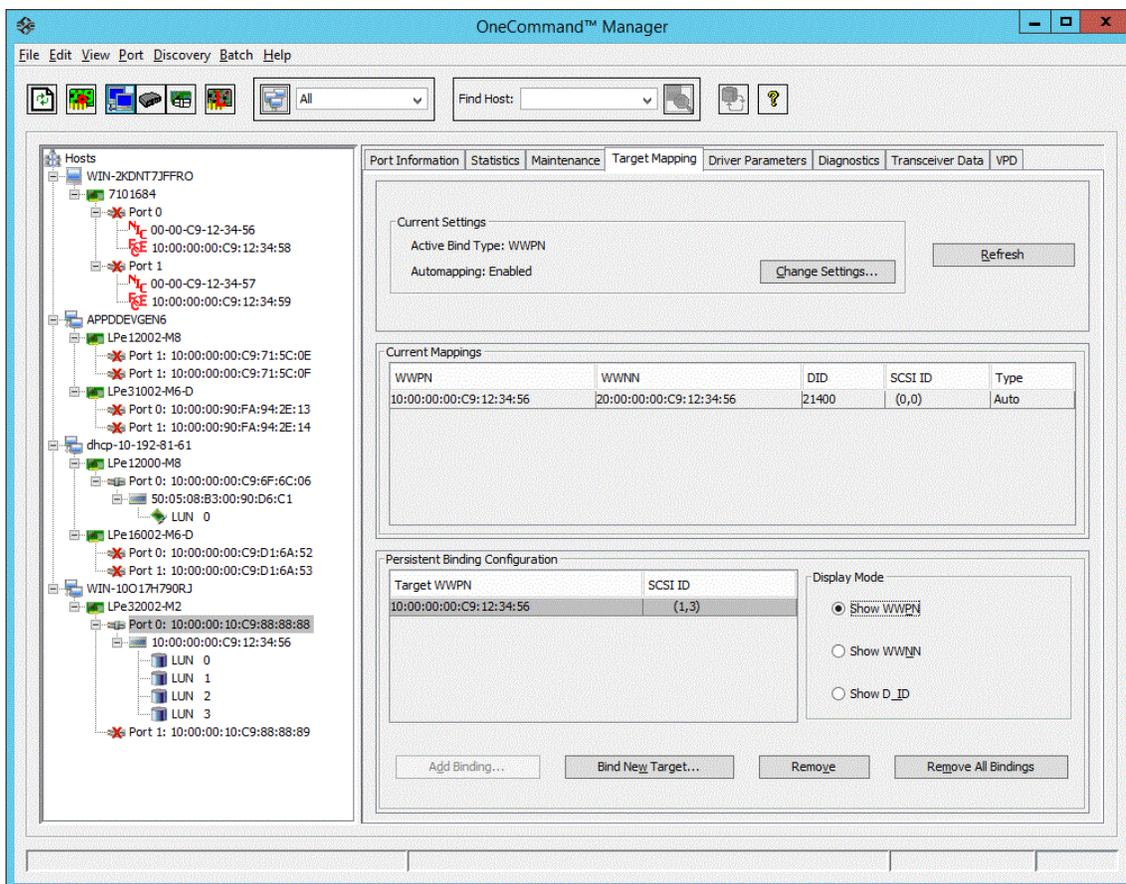 OneCommand™ Manager
File Edit View Port Discovery Batch Help
All
Find Host:
?
Hosts
WIN-2KDNT7JFFRO
7101684
Port 0
NIC 00-00-C9-12-34-56
FCoE 10:00:00:00:C9:12:34:58
Port 1
NIC 00-00-C9-12-34-57
FCoE 10:00:00:00:C9:12:34:59
APPDDEVGEN6
LPe12002-M8
Port 1: 10:00:00:00:C9:71:5C:0E
Port 1: 10:00:00:00:C9:71:5C:0F
LPe31002-M6-D
Port 0: 10:00:00:00:90:FA:94:2E:13
Port 1: 10:00:00:00:90:FA:94:2E:14
dhcp-10-192-81-61
LPe12000-M8
Port 0: 10:00:00:00:C9:6F:6C:06
50:05:08:B3:00:90:D6:C1
LUN 0
LPe16002-M6-D
Port 0: 10:00:00:00:C9:D1:6A:52
Port 1: 10:00:00:00:C9:D1:6A:53
WIN-10O17H790RJ
LPe32002-M2
Port 0: 10:00:00:10:C9:88:88:88
10:00:00:00:C9:12:34:56
LUN 0
LUN 1
LUN 2
LUN 3
Port 1: 10:00:00:10:C9:88:88:89
Port Information Statistics Maintenance Target Mapping Driver Parameters Diagnostics Transceiver Data VPD
Current Settings
Active Bind Type: WWPN
Automapping: Enabled
Change Settings...
Refresh
Current Mappings
WWPN WWNN DID SCSI ID Type
10:00:00:00:C9:12:34:56 20:00:00:00:C9:12:34:56 21400 (0,0) Auto
Persistent Binding Configuration
Target WWPN SCSI ID
10:00:00:00:C9:12:34:56 (1,3)
Display Mode
Show WWPN
Show WWNN
Show D_ID
Add Binding... Bind New Target... Remove Remove All Bindings